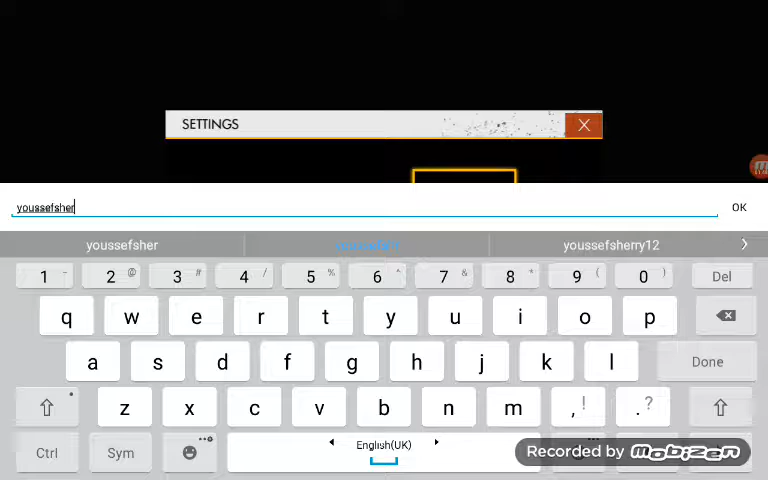 SETTINGS
X
youssefsher
OK
youssefsher youssefsherry12
1 - 2 @ 3 # 4 / 5 % 6 ^ 7 & 8 * 9 ( 0 ) Del
q w e r t y u i o p
a s d f g h j k l Done
z x c v b n m , ! . ?
Ctrl Sym English(UK)
Recorded by mobizen